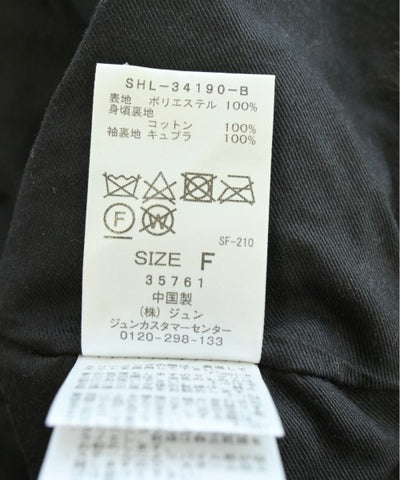 SHL-34190-B
表地 ポリエステル 100%
身頃裏地
コットン 100%
袖裏地 キュプラ 100%
F W
SF-210
SIZE F
35761
中国製
(株) ジュン
ジュンカスタマーセンター
0120-298-133